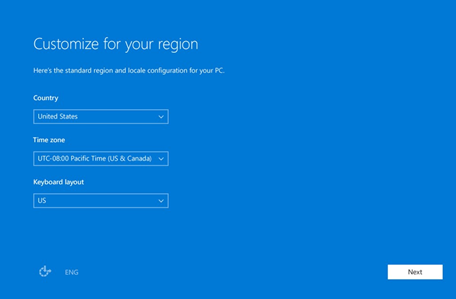 Customize for your region
Here's the standard region and locale configuration for your PC.
Country
United States
Time zone
UTC-08:00 Pacific Time (US & Canada)
Keyboard layout
US
ENG
Next